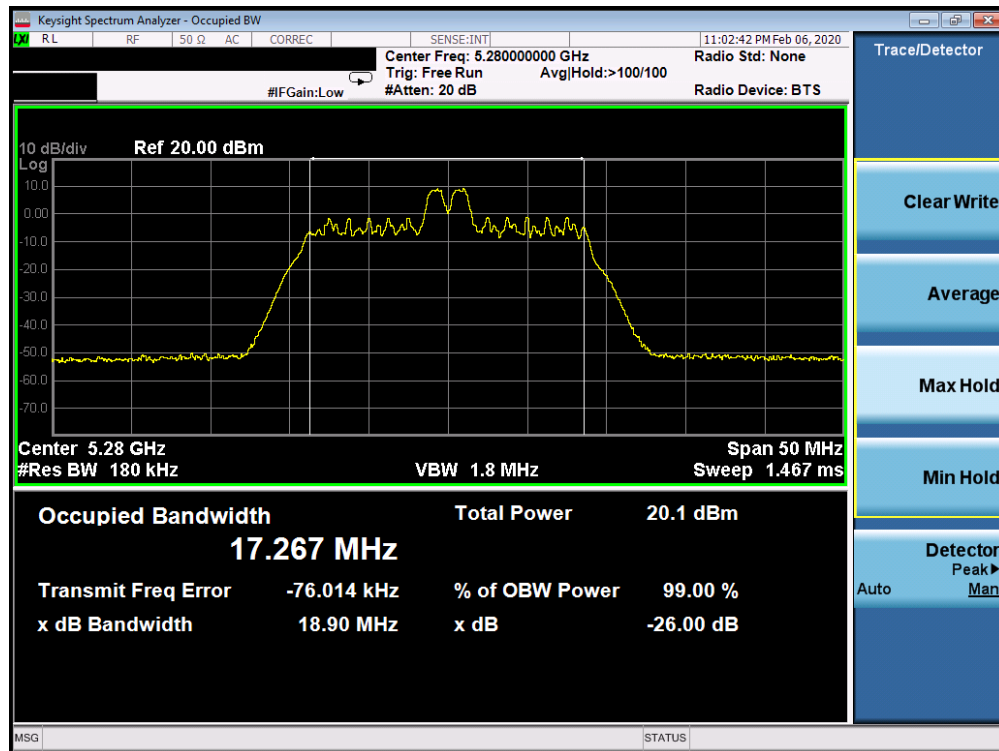 Keysight Spectrum Analyzer - Occupied BW
LXI RL RF 50 Ω AC CORREC SENSE:INT 11:02:42 PM Feb 06, 2020
Center Freq: 5.280000000 GHz Radio Std: None
Trig: Free Run Avg|Hold:>100/100
#IFGain:Low #Atten: 20 dB Radio Device: BTS
10 dB/div Ref 20.00 dBm
Log
10.0
0.00
-10.0
-20.0
-30.0
-40.0
-50.0
-60.0
-70.0
Center 5.28 GHz Span 50 MHz
#Res BW 180 kHz VBW 1.8 MHz Sweep 1.467 ms
Occupied Bandwidth Total Power 20.1 dBm
17.267 MHz
Transmit Freq Error -76.014 kHz % of OBW Power 99.00 %
x dB Bandwidth 18.90 MHz x dB -26.00 dB
MSG STATUS
Trace/Detector
Clear Write
Average
Max Hold
Min Hold
Detector
Peak▶
Auto Man